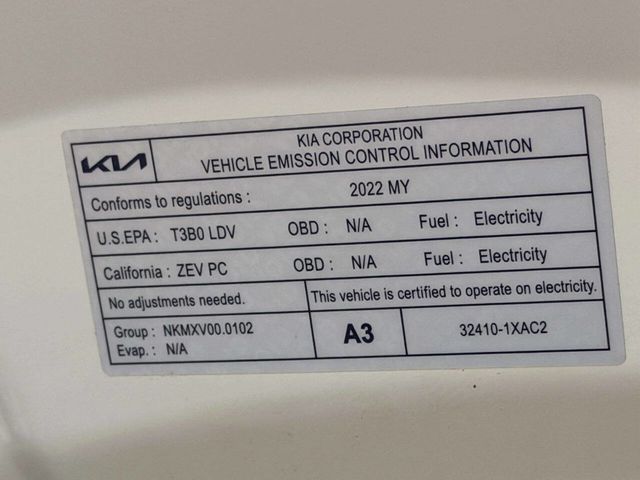 KIA
KIA CORPORATION
VEHICLE EMISSION CONTROL INFORMATION
Conforms to regulations : 2022 MY
U.S.EPA : T3B0 LDV OBD : N/A Fuel : Electricity
California : ZEV PC OBD : N/A Fuel : Electricity
No adjustments needed. This vehicle is certified to operate on electricity.
Group : NKMXV00.0102
Evap. : N/A
A3
32410-1XAC2